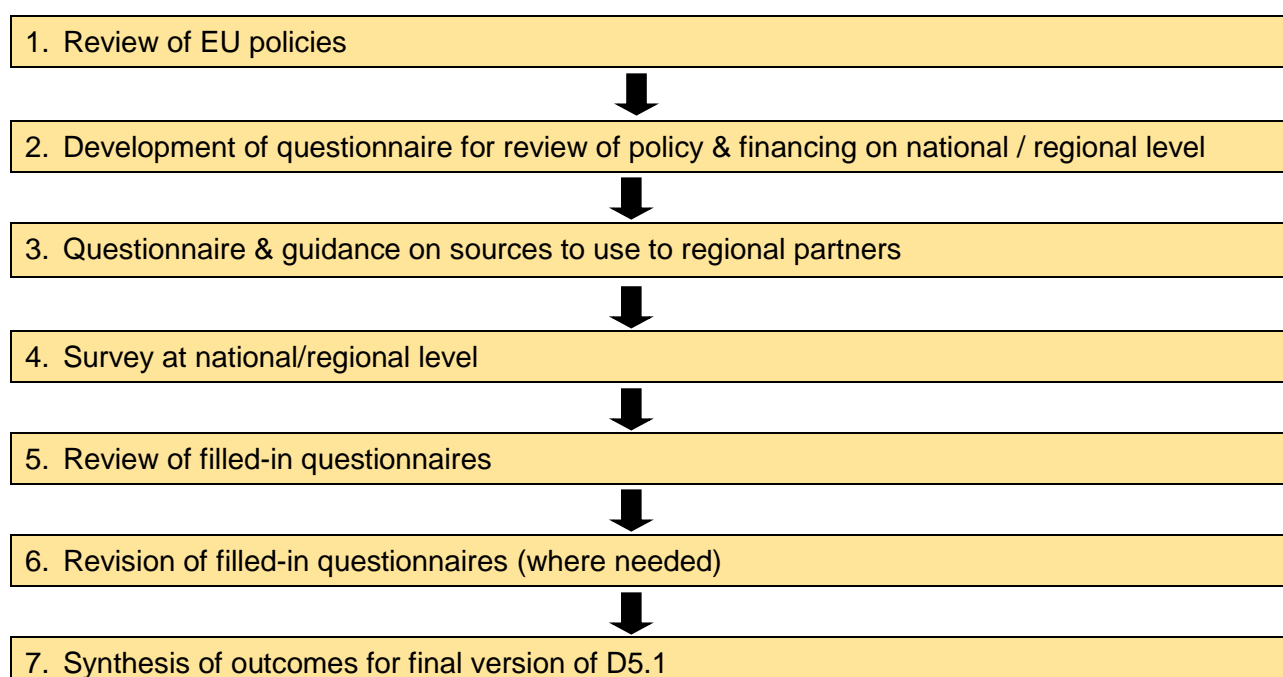 1. Review of EU policies
2. Development of questionnaire for review of policy & financing on national / regional level
3. Questionnaire & guidance on sources to use to regional partners
4. Survey at national/regional level
5. Review of filled-in questionnaires
6. Revision of filled-in questionnaires (where needed)
7. Synthesis of outcomes for final version of D5.1